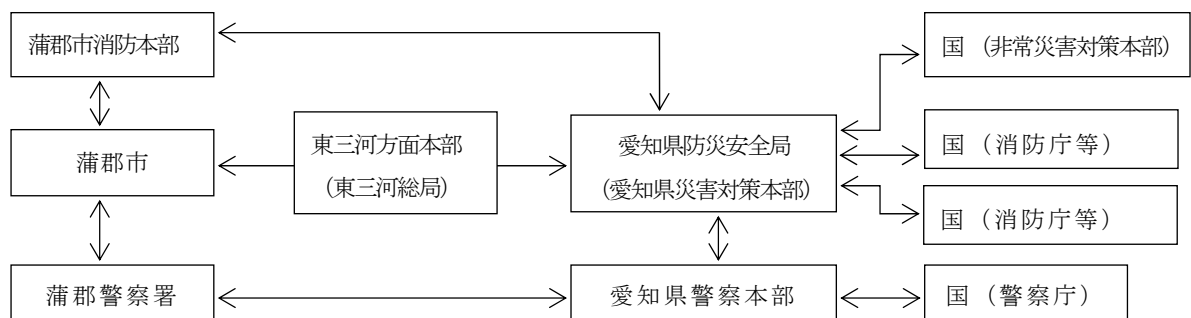 蒲郡市消防本部
国（非常災害対策本部）
蒲郡市
東三河方面本部
（東三河総局）
愛知県防災安全局
（愛知県災害対策本部）
国（消防庁等）
国（消防庁等）
蒲郡警察署
愛知県警察本部
国（警察庁）